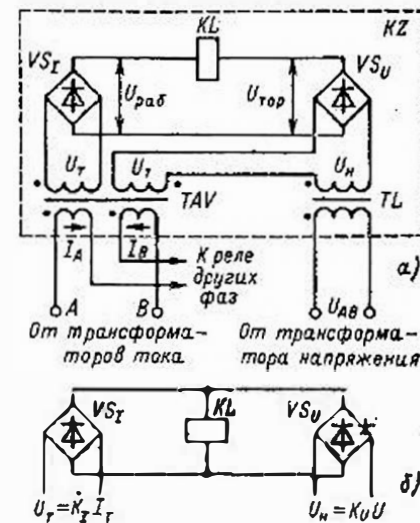 KZ
KL
VS_I
VS_U
U_раб
U_тор
U_т
U_т
U_н
TAV
TL
I_A
I_B
К реле
других
фаз
а)
A
B
U_AB
От трансформа-
торов тока
От трансформа-
тора напряжения
VS_I
KL
VS_U
б)
U_т = K̇_I I_т
U_н = K_U U